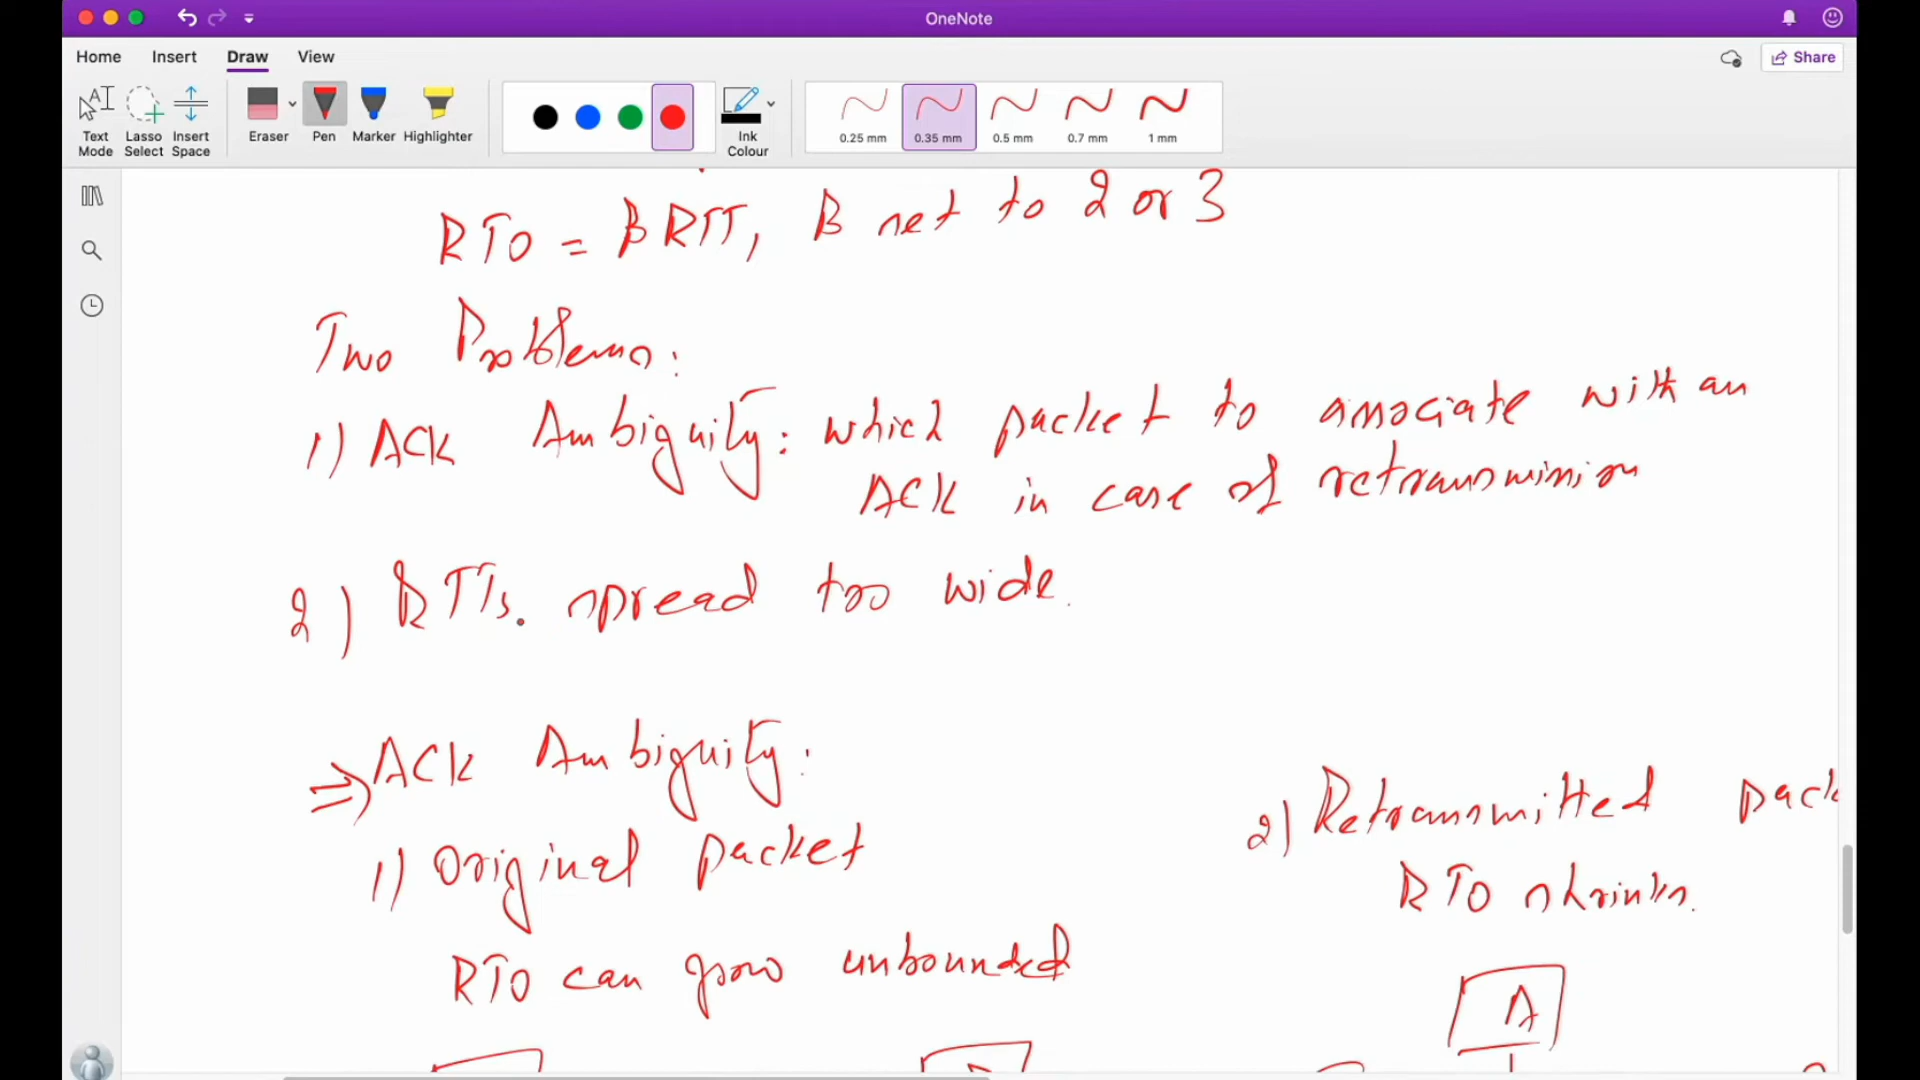 OneNote
Home Insert Draw View
Share
Text Mode
Lasso Select
Insert Space
Eraser
Pen
Marker
Highlighter
Ink Colour
0.25 mm
0.35 mm
0.5 mm
0.7 mm
1 mm
RTO = β RTT, β set to 2 or 3
Two Problems:
1) ACK Ambiguity: which packet to associate with an
ACK in case of retransmission
2) RTTs. spread too wide.
⇒ ACK Ambiguity:
1) Original packet
RTO can grow unbounded
2) Retransmitted pack
RTO shrinks.
A